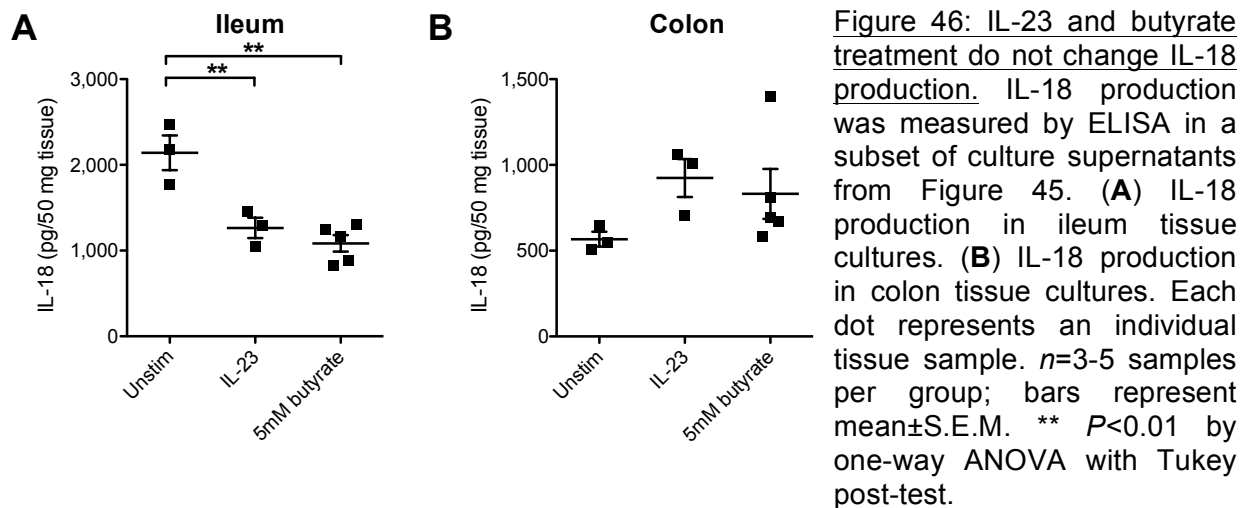 A
Ileum
**
**
3,000
2,000
1,000
0
IL-18 (pg/50 mg tissue)
Unstim
IL-23
5mM butyrate
B
Colon
1,500
1,000
500
0
IL-18 (pg/50 mg tissue)
Unstim
IL-23
5mM butyrate
Figure 46: IL-23 and butyrate
treatment do not change IL-18
production. IL-18 production
was measured by ELISA in a
subset of culture supernatants
from Figure 45. (A) IL-18
production in ileum tissue
cultures. (B) IL-18 production
in colon tissue cultures. Each
dot represents an individual
tissue sample. n=3-5 samples
per group; bars represent
mean±S.E.M. ** P<0.01 by
one-way ANOVA with Tukey
post-test.